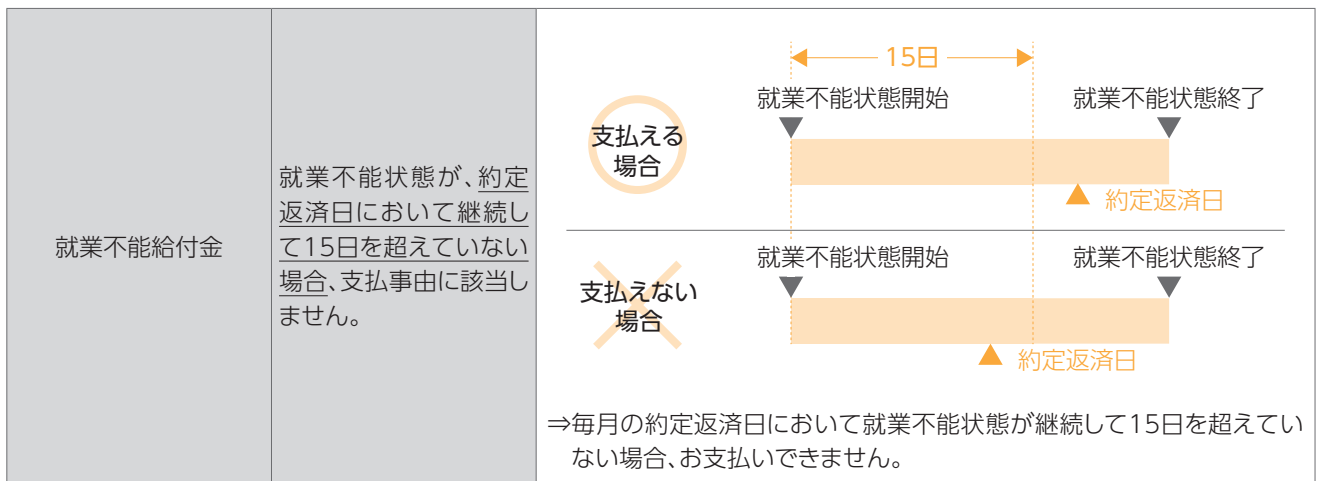 就業不能給付金
就業不能状態が、約定
返済日において継続し
て15日を超えていない
場合、支払事由に該当し
ません。
15日
就業不能状態開始
就業不能状態終了
支払える
場合
約定返済日
就業不能状態開始
就業不能状態終了
支払えない
場合
約定返済日
⇒毎月の約定返済日において就業不能状態が継続して15日を超えてい
ない場合、お支払いできません。